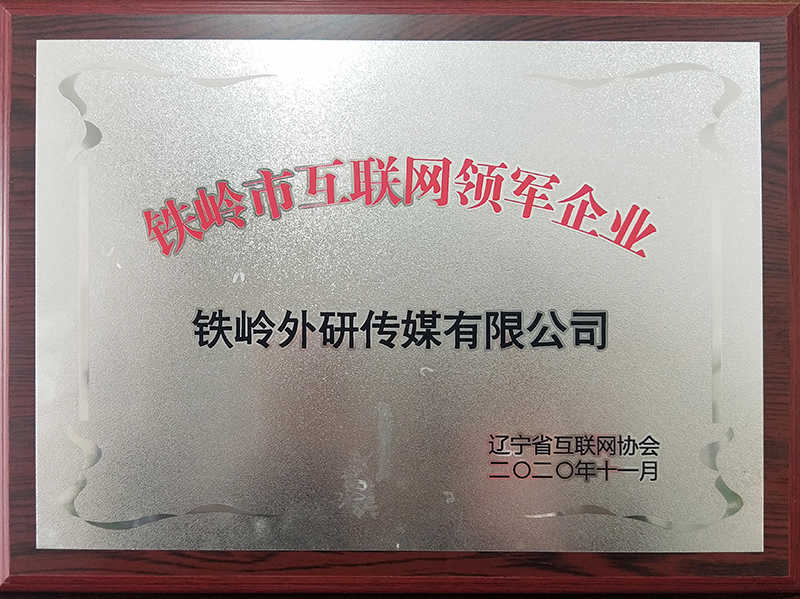 铁岭市互联网领军企业
铁岭外研传媒有限公司
辽宁省互联网协会
二〇二〇年十一月